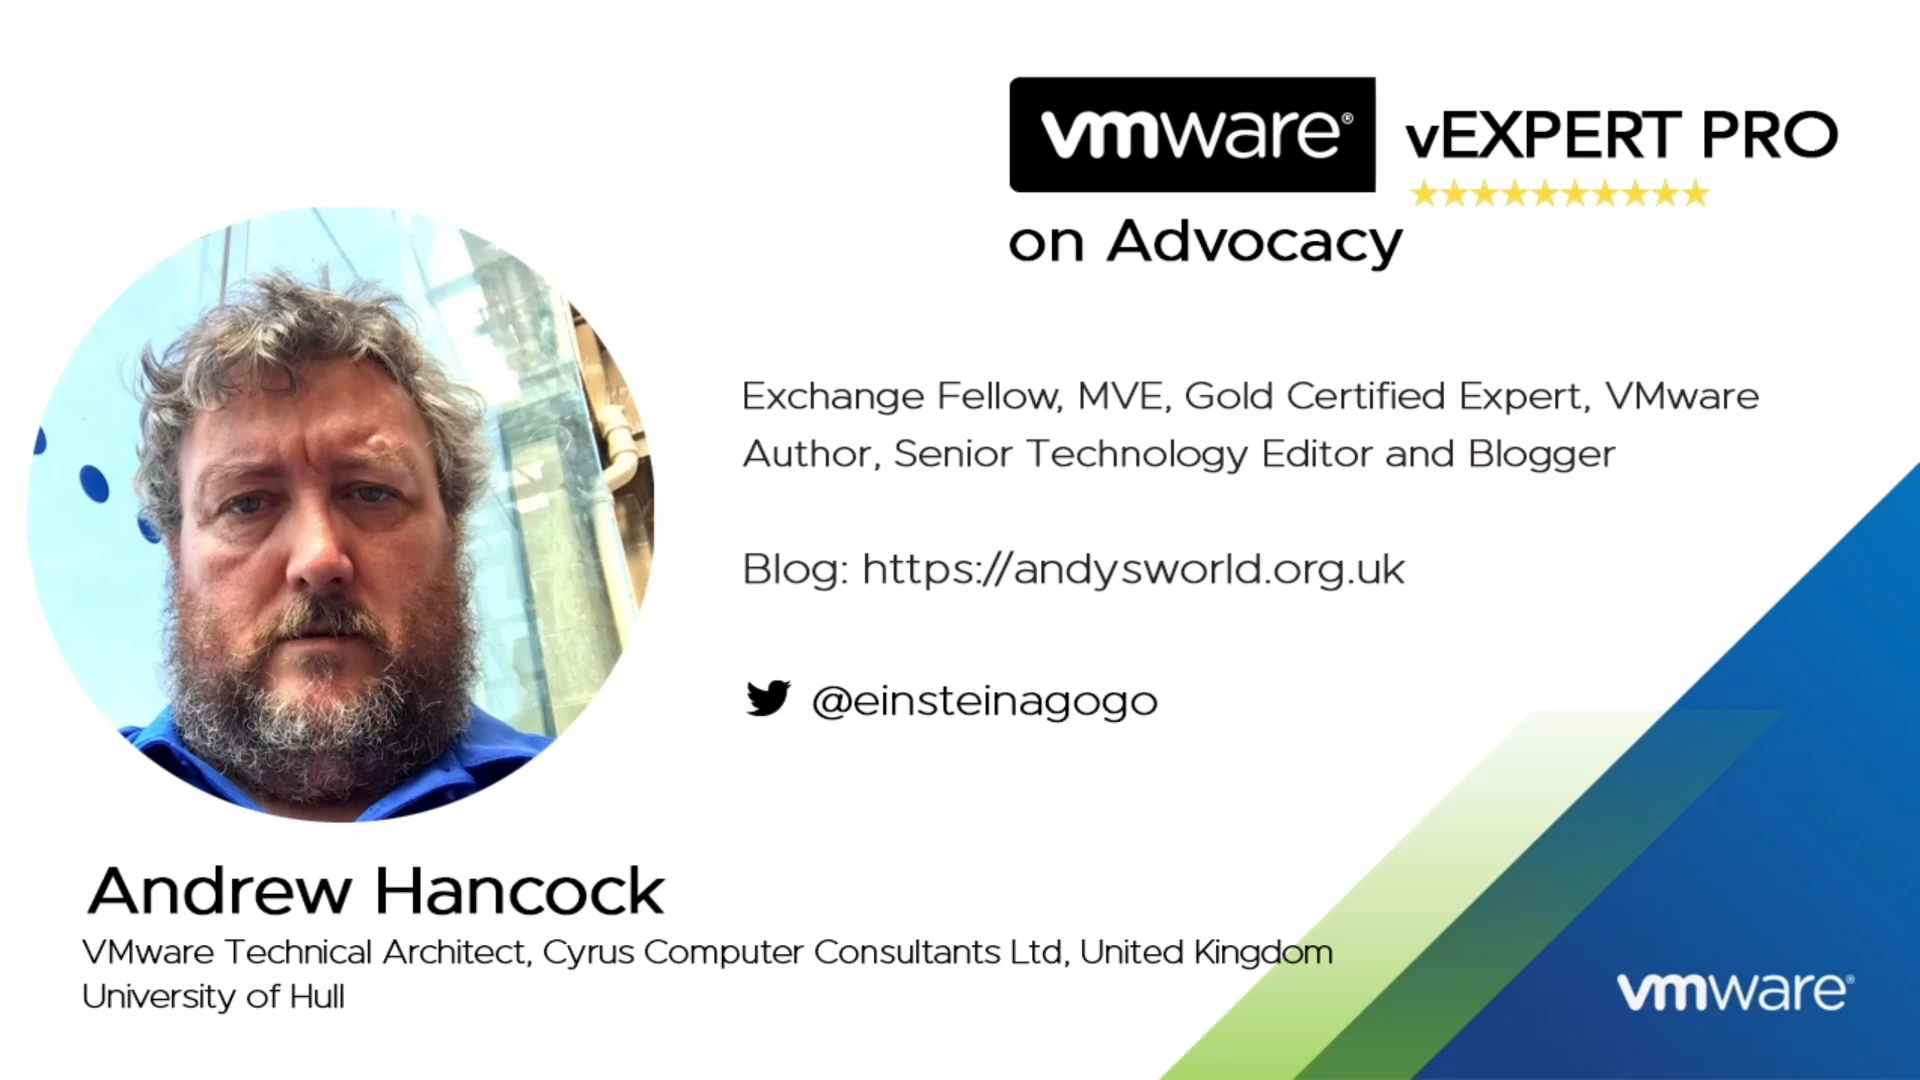 vmware® vEXPERT PRO
on Advocacy
Exchange Fellow, MVE, Gold Certified Expert, VMware
Author, Senior Technology Editor and Blogger
Blog: https://andysworld.org.uk
@einsteinagogo
Andrew Hancock
VMware Technical Architect, Cyrus Computer Consultants Ltd, United Kingdom
University of Hull
vmware®